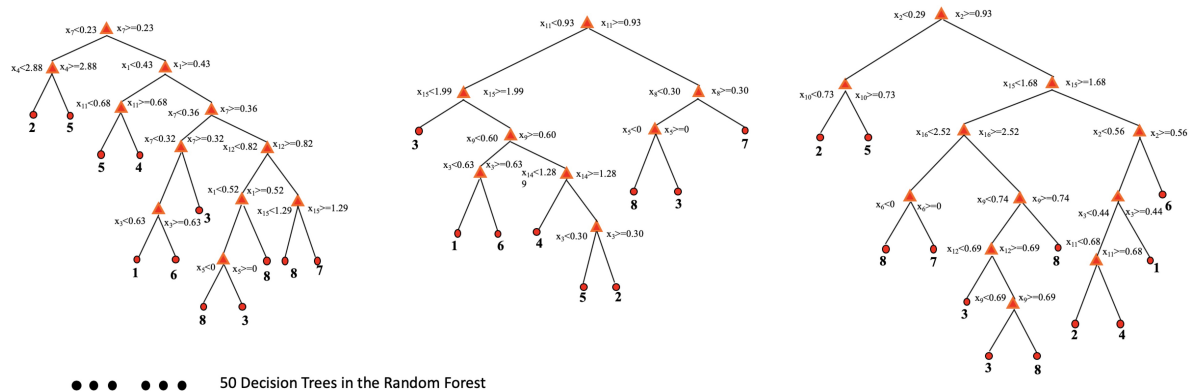 x7<0.23 x7>=0.23
x4<2.88 x4>=2.88 x1<0.43 x1>=0.43
x11<0.68 x11>=0.68 x7<0.36 x7>=0.36
2 5
x7<0.32 x7>=0.32 x12<0.82 x12>=0.82
5 4
x1<0.52 x1>=0.52
x3<0.63 x3>=0.63 3 x15<1.29 x15>=1.29
1 6 x5<0 x5>=0 8 8 7
8 3
x11<0.93 x11>=0.93
x15<1.99 x15>=1.99 x8<0.30 x8>=0.30
3 x9<0.60 x9>=0.60 x5<0 x5>=0 7
x3<0.63 x3>=0.63 x14<1.28 x14>=1.28
9
8 3
1 6 4 x3<0.30 x3>=0.30
5 2
x2<0.29 x2>=0.93
x10<0.73 x10>=0.73 x15<1.68 x15>=1.68
2 5 x16<2.52 x16>=2.52 x2<0.56 x2>=0.56
x6<0 x6>=0 x9<0.74 x9>=0.74 x3<0.44 x3>=0.44 6
8 7 x12<0.69 x12>=0.69 8 x11<0.68 x11>=0.68 1
3 x9<0.69 x9>=0.69
2 4
3 8
50 Decision Trees in the Random Forest